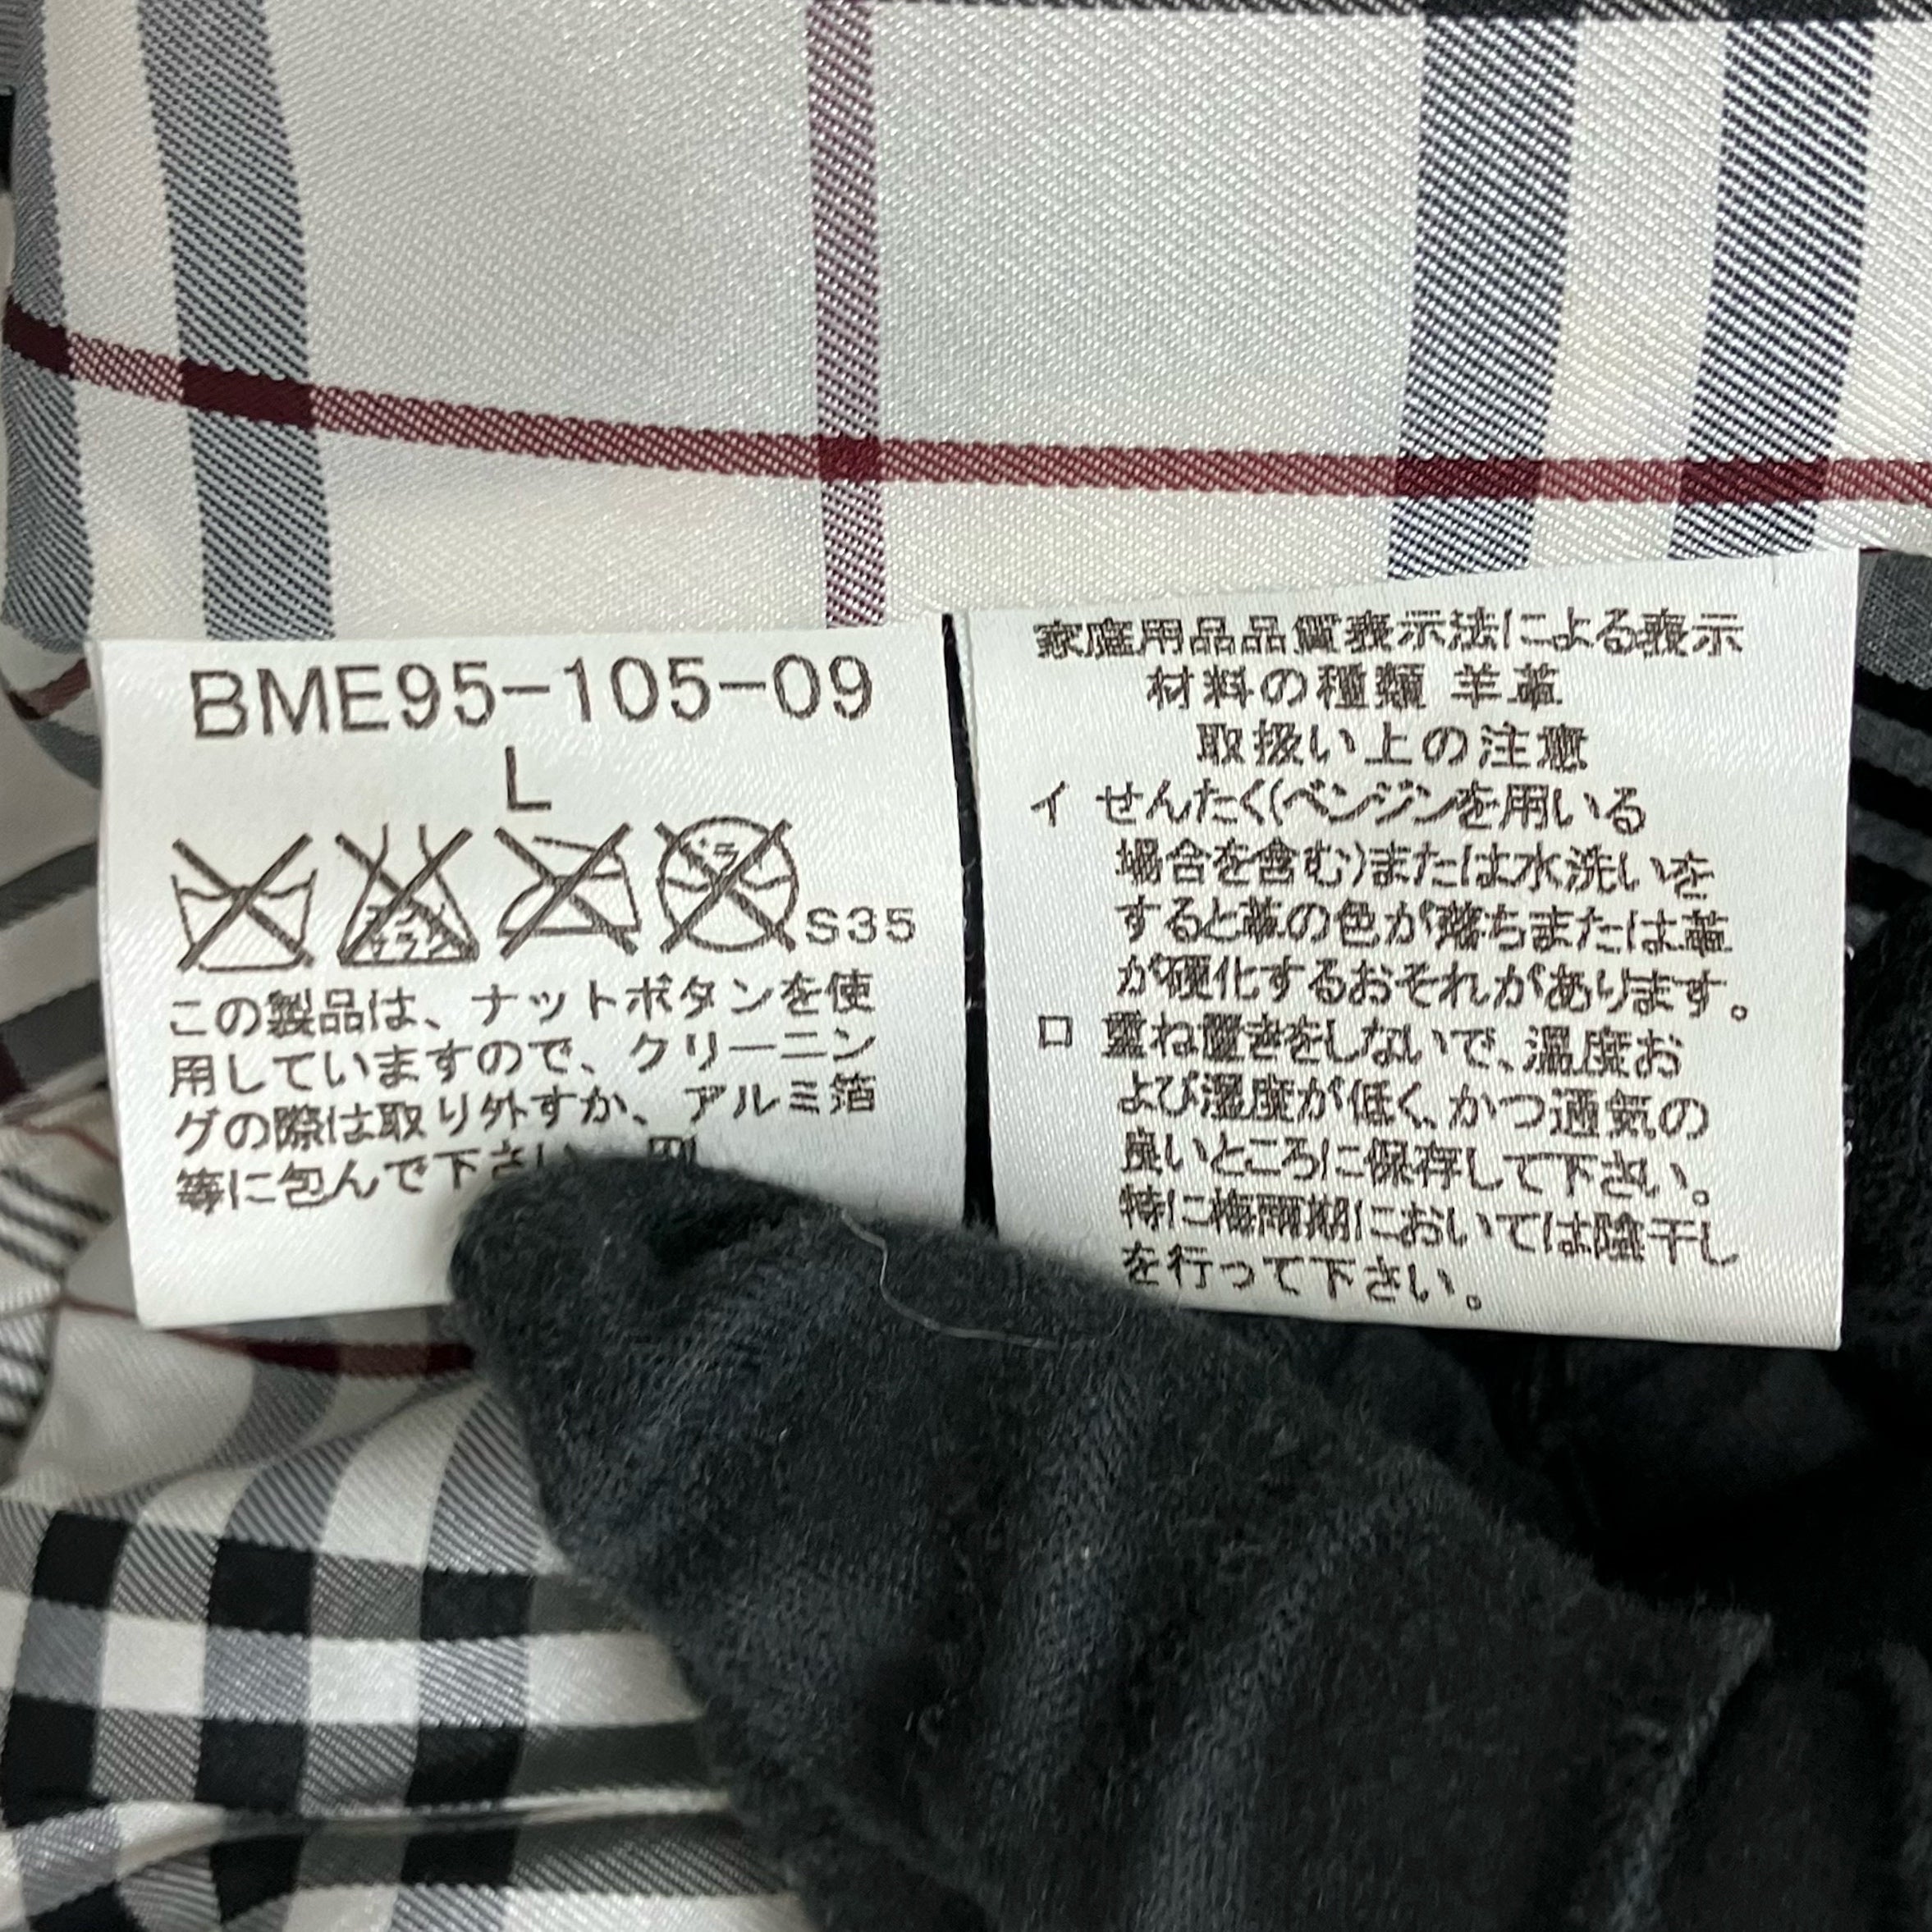 BME95-105-09
L
S35
この製品は、ナットボタンを使
用していますので、クリーニン
グの際は取り外すか、アルミ箔
等に包んで下さい
家庭用品品質表示法による表示
材料の種類 羊革
取扱い上の注意
イ せんたく(ベンジンを用いる
場合を含む)または水洗いを
すると革の色が落ちまたは革
が硬化するおそれがあります。
ロ 重ね置きをしないで、温度お
よび湿度が低く、かつ通気の
良いところに保存して下さい。
特に梅雨期においては陰干し
を行って下さい。